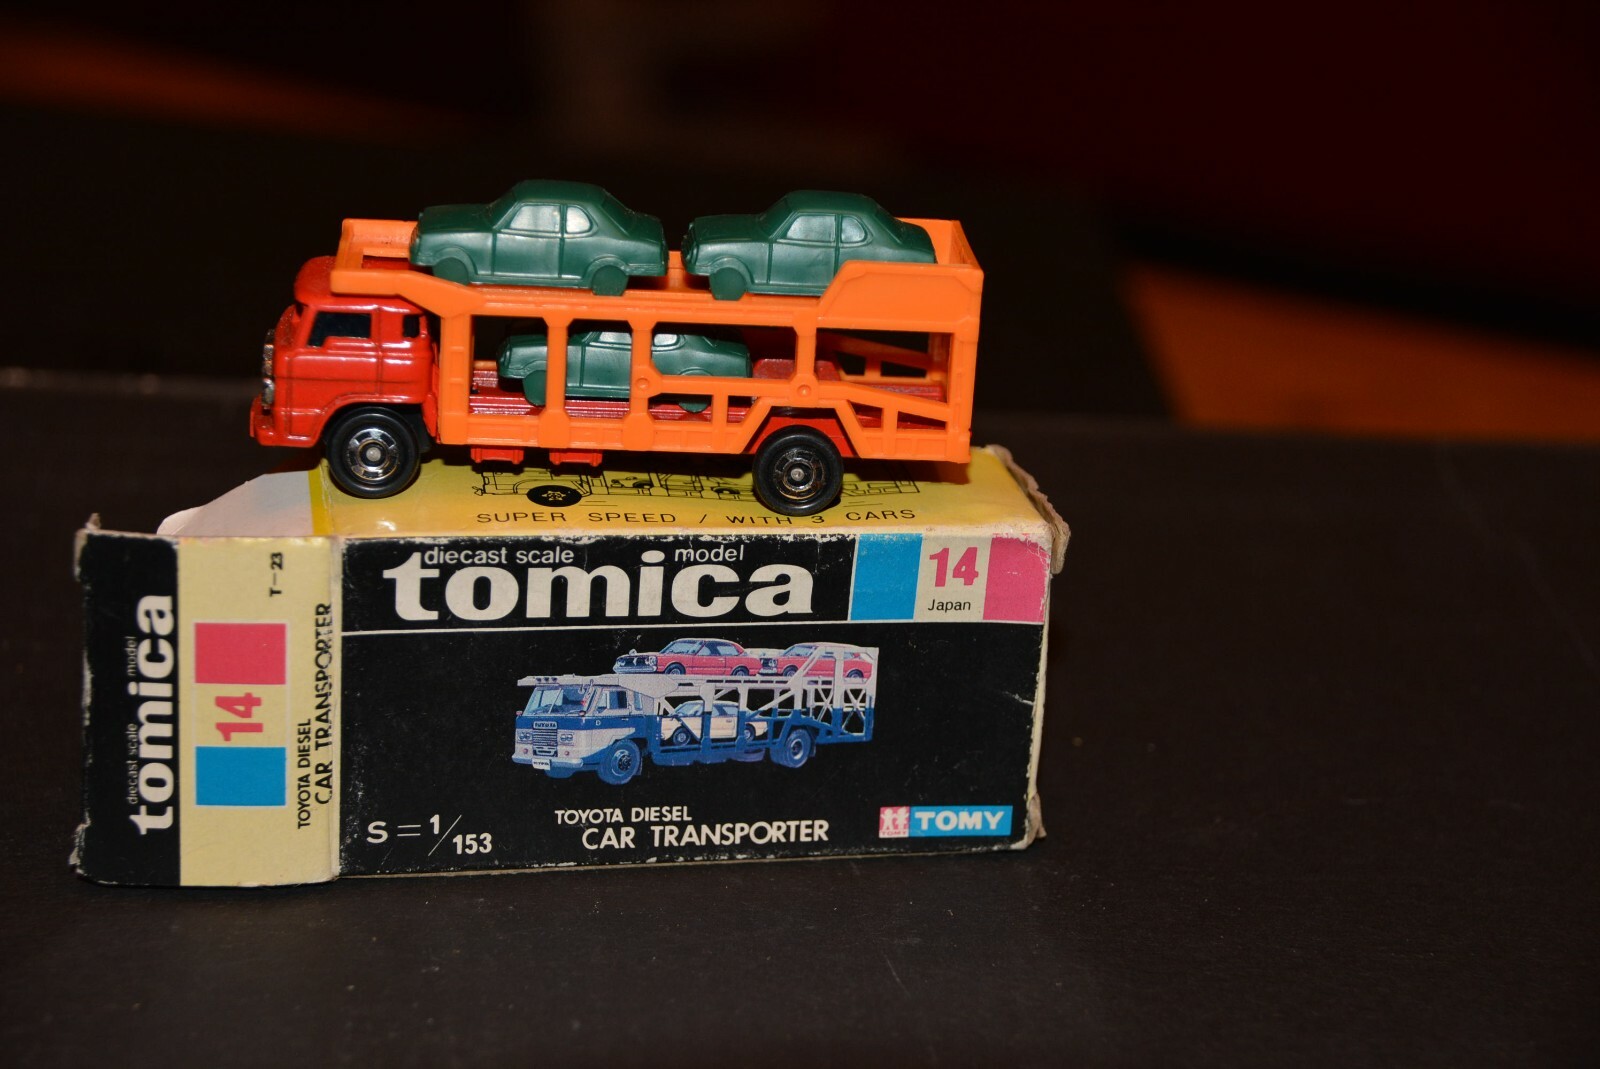 SUPER SPEED / WITH 3 CARS
diecast scale model
tomica
14
Japan
S = 1/153
TOYOTA DIESEL
CAR TRANSPORTER
TOMY
TOMY
diecast scale model
tomica
14
T-23
TOYOTA DIESEL
CAR TRANSPORTER